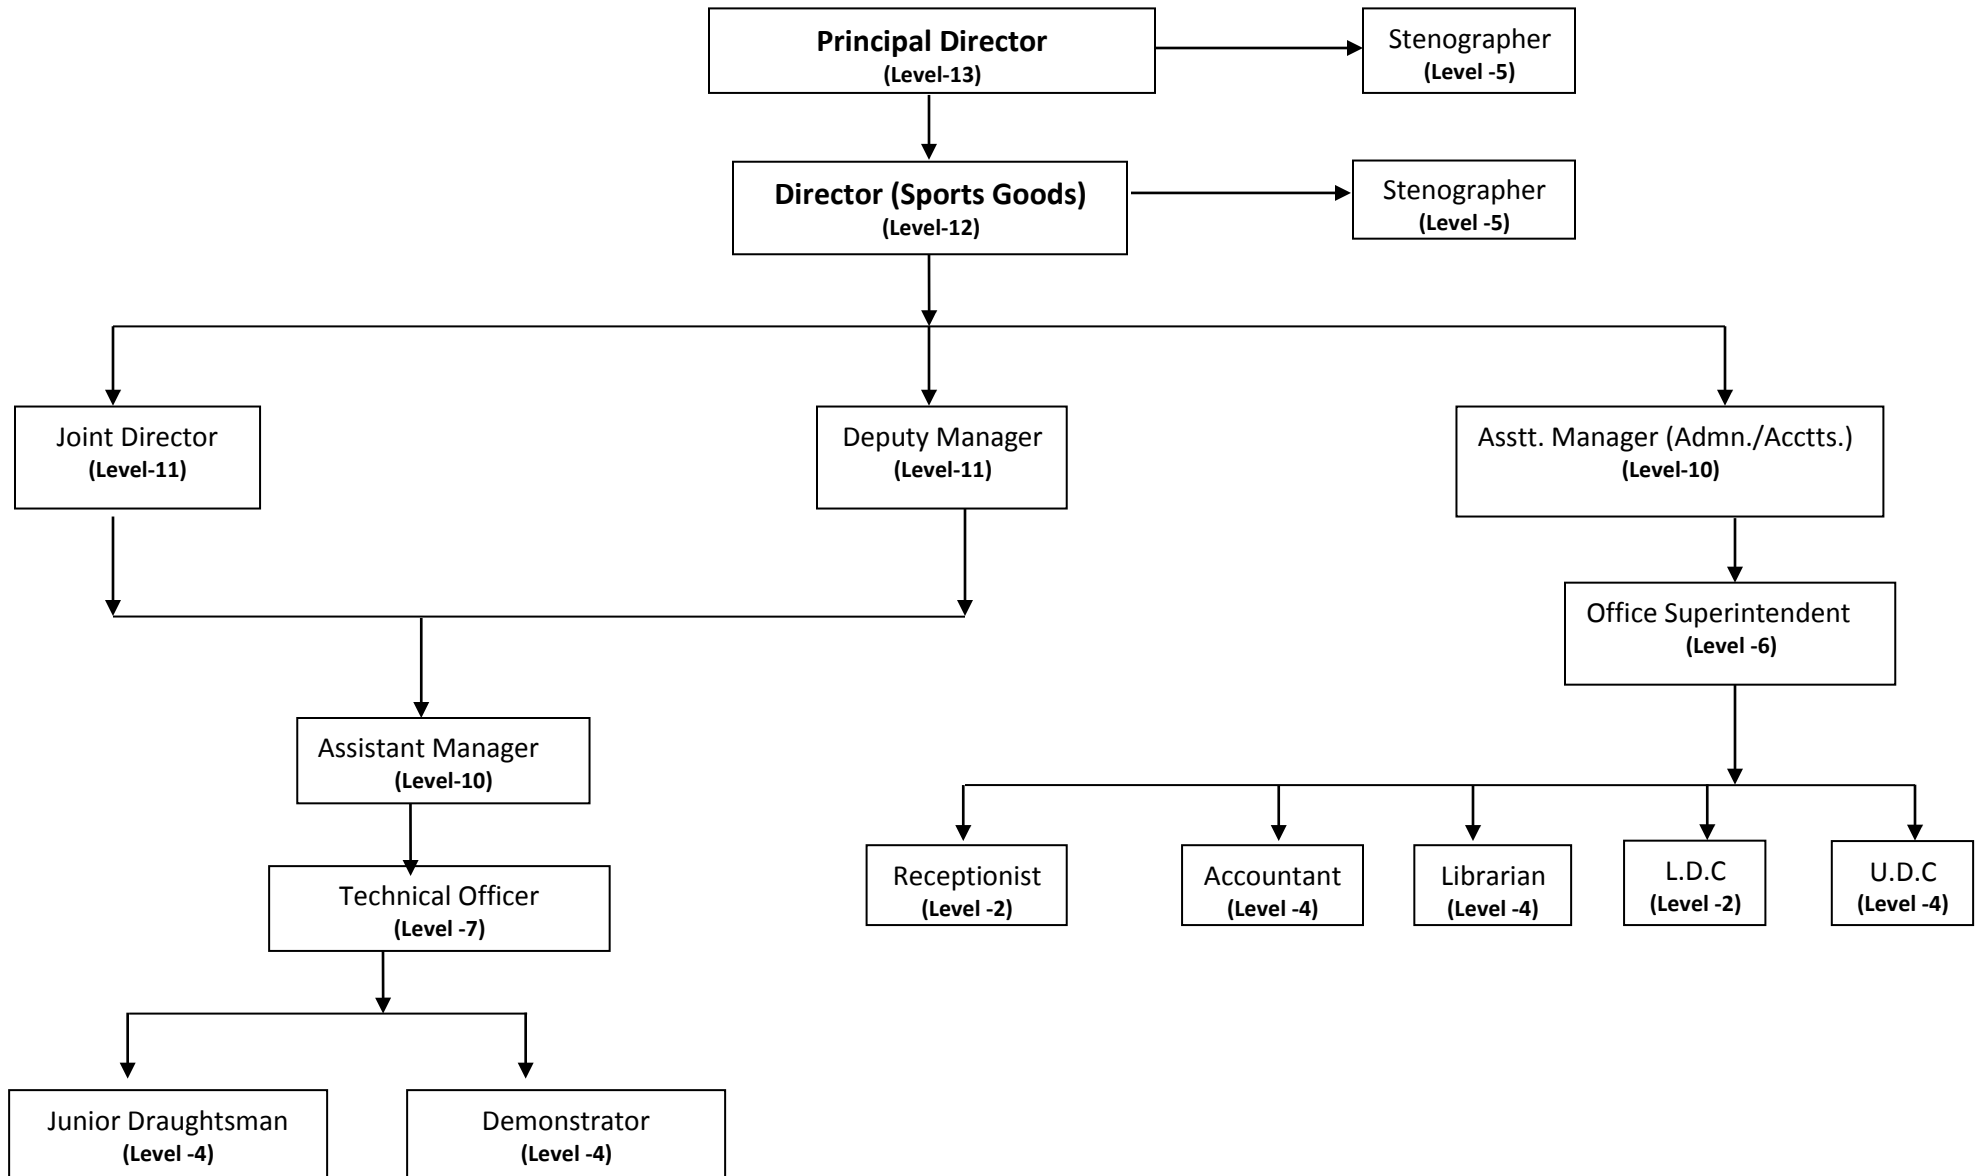 Principal Director
(Level-13)
Stenographer
(Level -5)
Director (Sports Goods)
(Level-12)
Stenographer
(Level -5)
Joint Director
(Level-11)
Deputy Manager
(Level-11)
Asstt. Manager (Admn./Acctts.)
(Level-10)
Office Superintendent
(Level -6)
Assistant Manager
(Level-10)
Technical Officer
(Level -7)
Receptionist
(Level -2)
Accountant
(Level -4)
Librarian
(Level -4)
L.D.C
(Level -2)
U.D.C
(Level -4)
Junior Draughtsman
(Level -4)
Demonstrator
(Level -4)